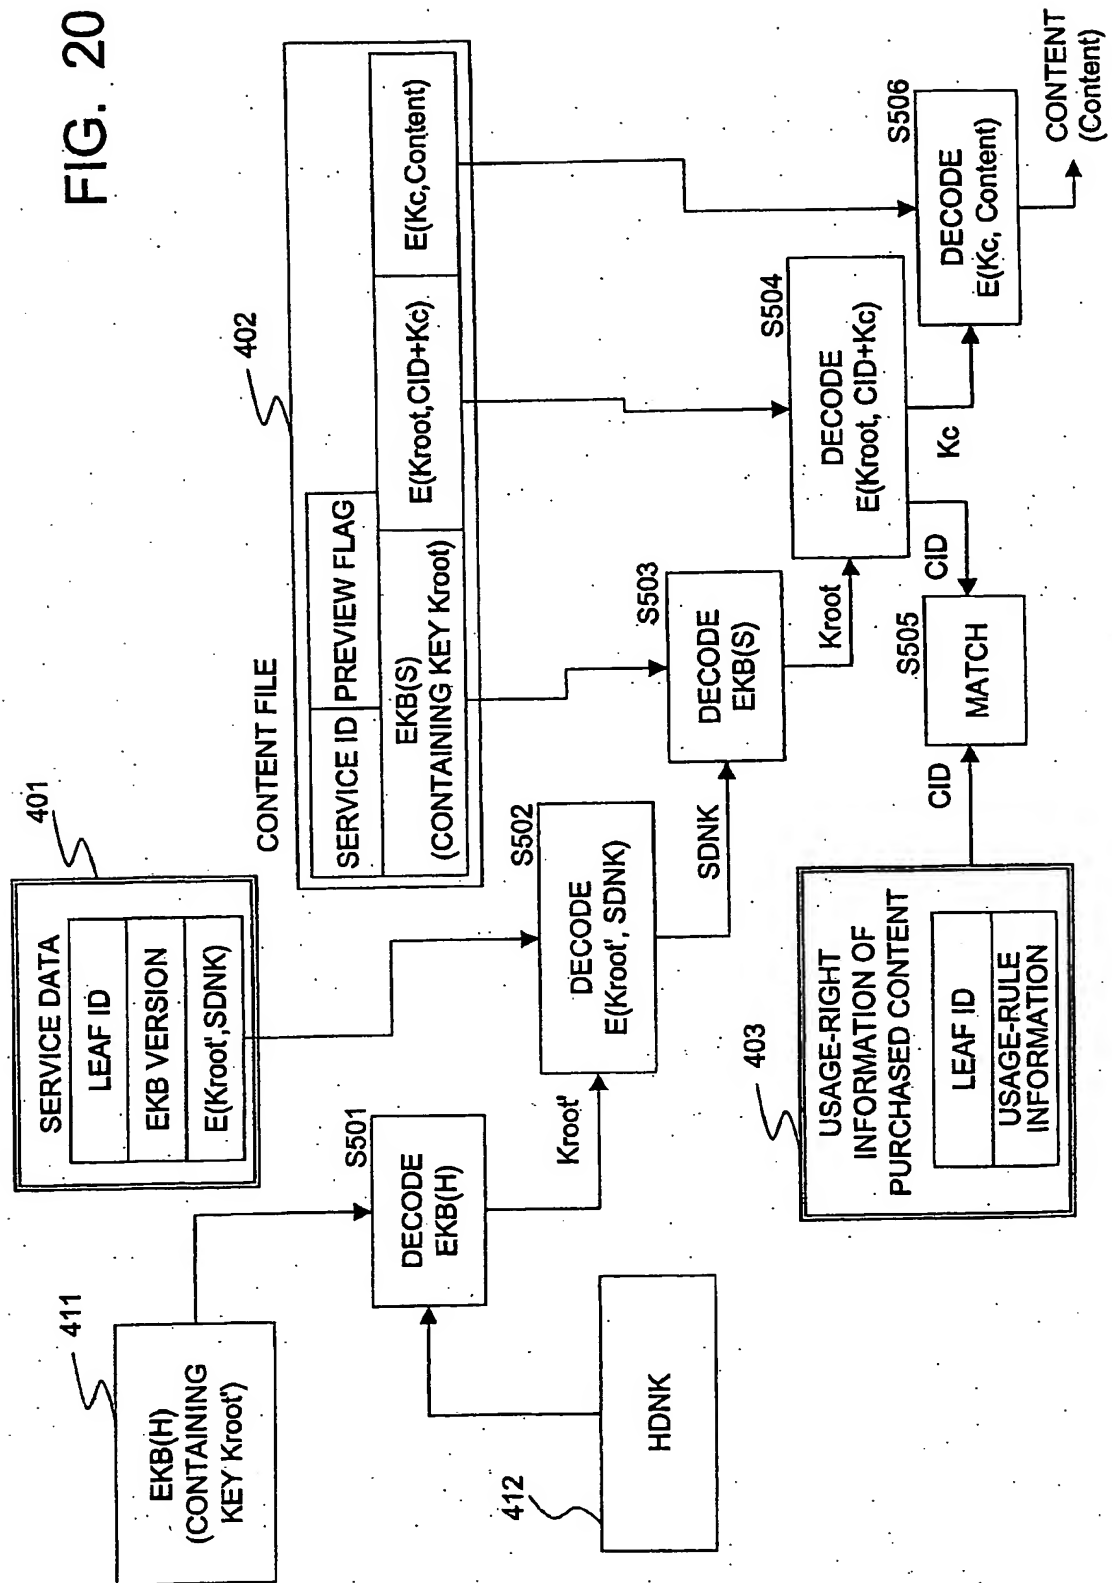 FIG. 20
411
EKB(H)
(CONTAINING
KEY Kroot')
412
HDNK
401
SERVICE DATA
LEAF ID
EKB VERSION
E(Kroot',SDNK)
402
CONTENT FILE
SERVICE ID
PREVIEW FLAG
EKB(S)
(CONTAINING KEY Kroot)
E(Kroot,CID+Kc)
E(Kc,Content)
S501
DECODE
EKB(H)
Kroot'
S502
DECODE
E(Kroot', SDNK)
SDNK
S503
DECODE
EKB(S)
Kroot
S504
DECODE
E(Kroot, CID+Kc)
CID
Kc
S505
MATCH
CID
S506
DECODE
E(Kc, Content)
CONTENT
(Content)
403
USAGE-RIGHT
INFORMATION OF
PURCHASED CONTENT
LEAF ID
USAGE-RULE
INFORMATION